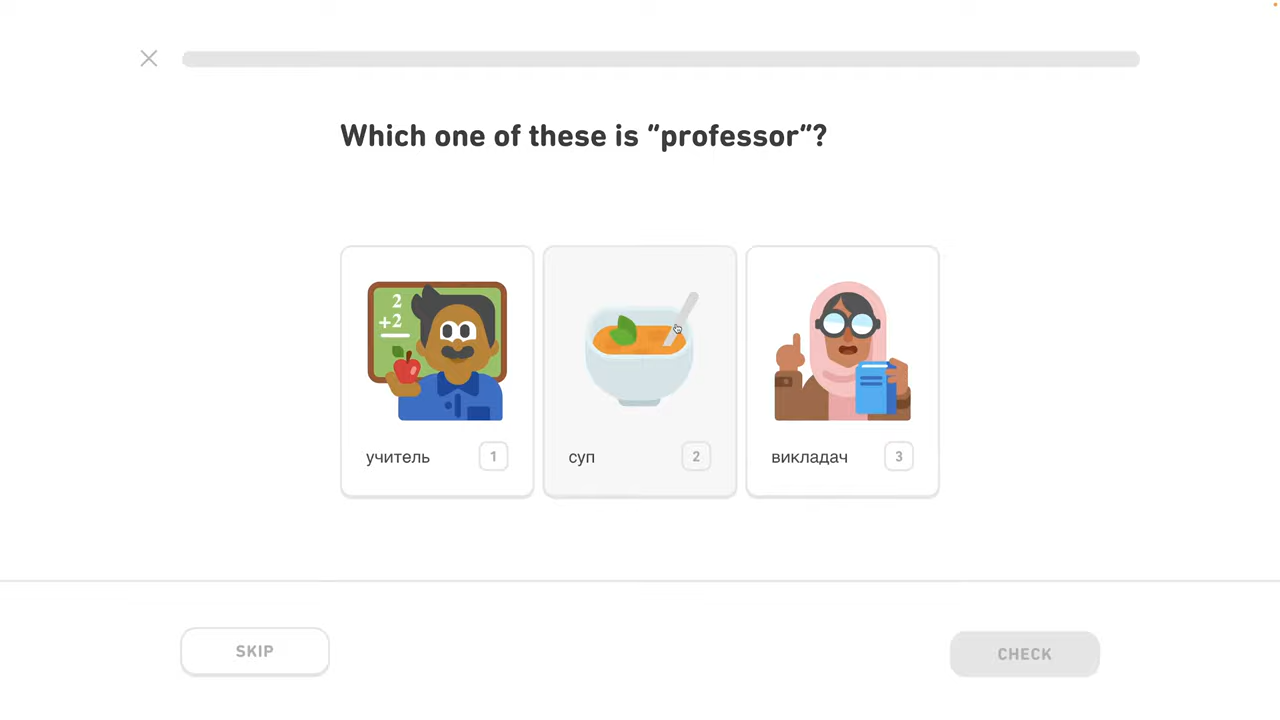 Which one of these is “professor”?
2
+2
учитель 1
суп 2
викладач 3
SKIP
CHECK